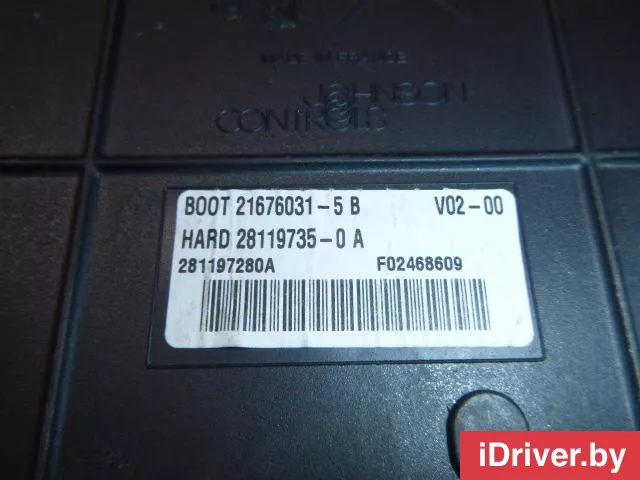 MADE IN FRANCE
JOHNSON
CONTROLS
BOOT 21676031-5 B V02-00
HARD 28119735-0 A
281197280A F02468609
iDriver.by